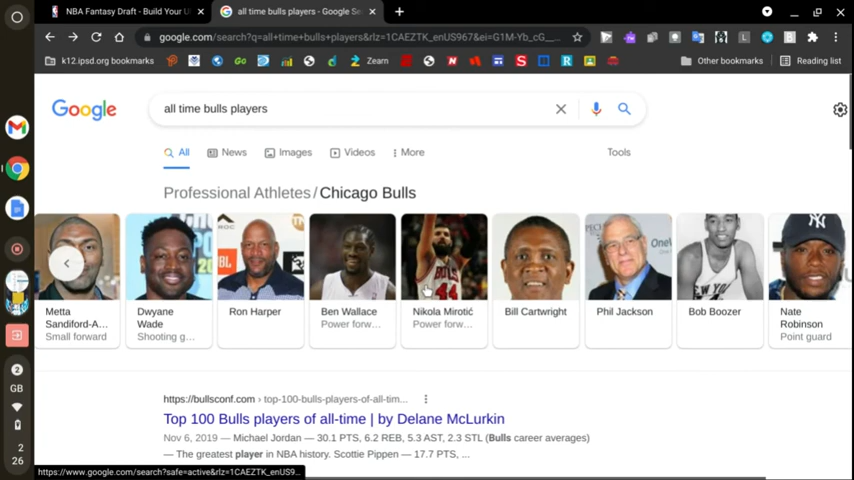 NBA Fantasy Draft - Build Your U
all time bulls players - Google Se
google.com/search?q=all+time+bulls+players&rlz=1CAEZTK_enUS967&ei=G1M-Yb_cG__...
k12.ipsd.org bookmarks
Go
Zearn
Other bookmarks
Reading list
Google
all time bulls players
All
News
Images
Videos
More
Tools
Professional Athletes/Chicago Bulls
Metta Sandiford-A...
Small forward
Dwyane Wade
Shooting g...
Ron Harper
Ben Wallace
Power forw...
Nikola Mirotić
Power forw...
Bill Cartwright
Phil Jackson
Bob Boozer
Nate Robinson
Point guard
https://bullsconf.com › top-100-bulls-players-of-all-tim...
Top 100 Bulls players of all-time | by Delane McLurkin
Nov 6, 2019 — Michael Jordan — 30.1 PTS, 6.2 REB, 5.3 AST, 2.3 STL (Bulls career averages)
— The greatest player in NBA history. Scottie Pippen — 17.7 PTS, ...
2
GB
2
26
https://www.google.com/search?safe=active&rlz=1CAEZTK_enUS9...